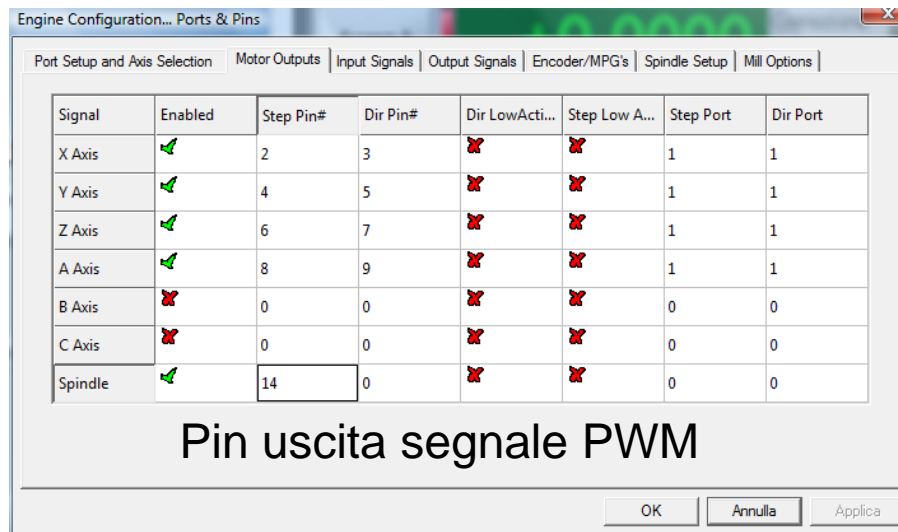 Engine Configuration... Ports & Pins
Port Setup and Axis Selection Motor Outputs Input Signals Output Signals Encoder/MPG's Spindle Setup Mill Options
Signal Enabled Step Pin# Dir Pin# Dir LowActi... Step Low A... Step Port Dir Port
X Axis 2 3 1 1
Y Axis 4 5 1 1
Z Axis 6 7 1 1
A Axis 8 9 1 1
B Axis 0 0 0 0
C Axis 0 0 0 0
Spindle 14 0 0 0
Pin uscita segnale PWM
OK Annulla Applica